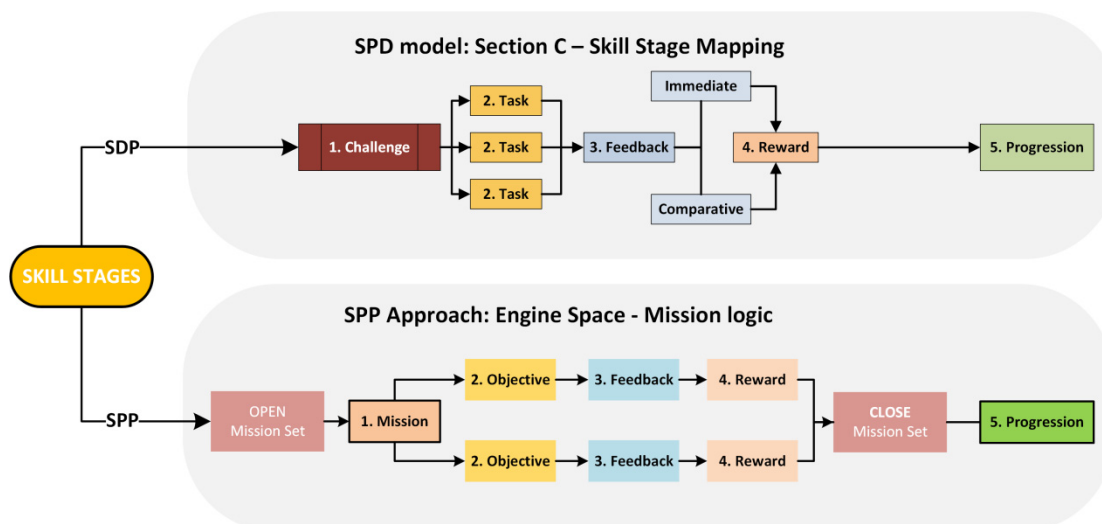 SPD model: Section C – Skill Stage Mapping
Immediate
2. Task
SDP
1. Challenge
2. Task
3. Feedback
4. Reward
5. Progression
2. Task
Comparative
SKILL STAGES
SPP Approach: Engine Space - Mission logic
2. Objective
3. Feedback
4. Reward
SPP
OPEN
Mission Set
1. Mission
CLOSE
Mission Set
5. Progression
2. Objective
3. Feedback
4. Reward